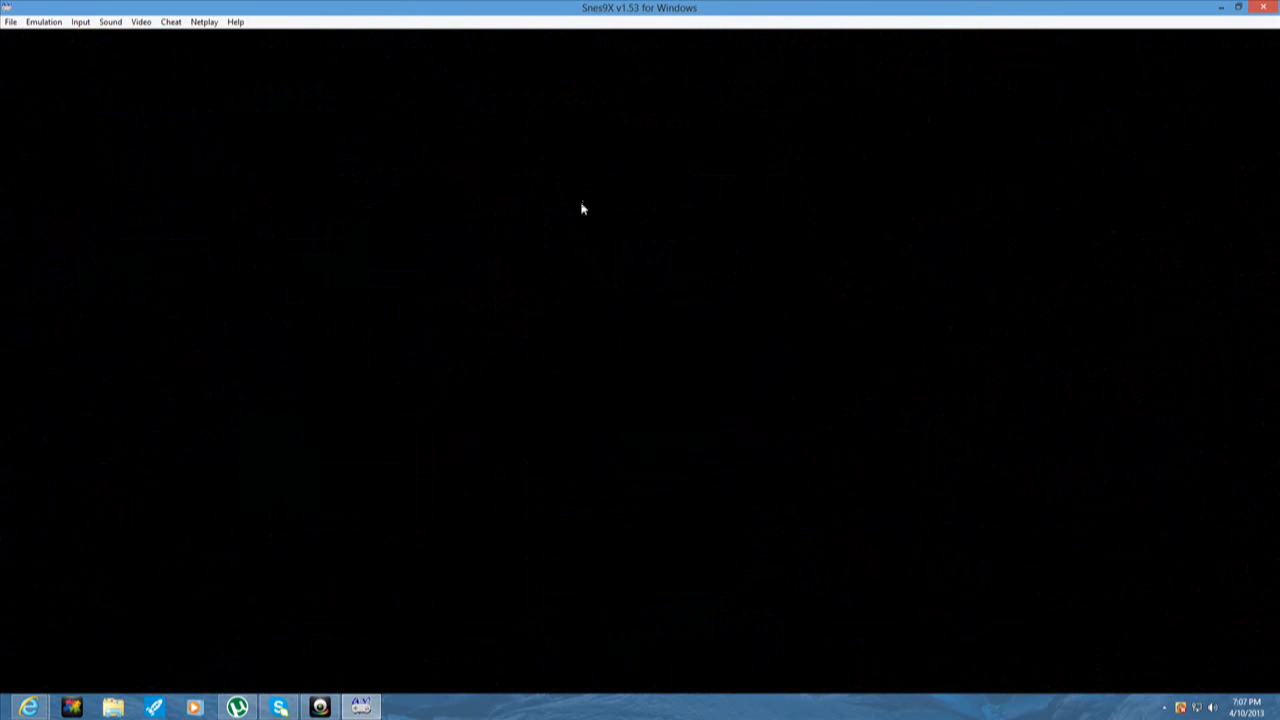 Snes9X v1.53 for Windows
File Emulation Input Sound Video Cheat Netplay Help
7:07 PM
4/10/2013